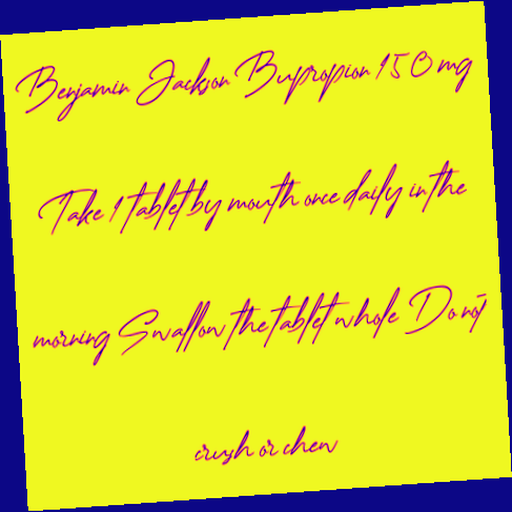 Benjamin Jackson Bupropion 150 mg
Take 1 tablet by mouth once daily in the
morning Swallow the tablet whole Do not
crush or chew